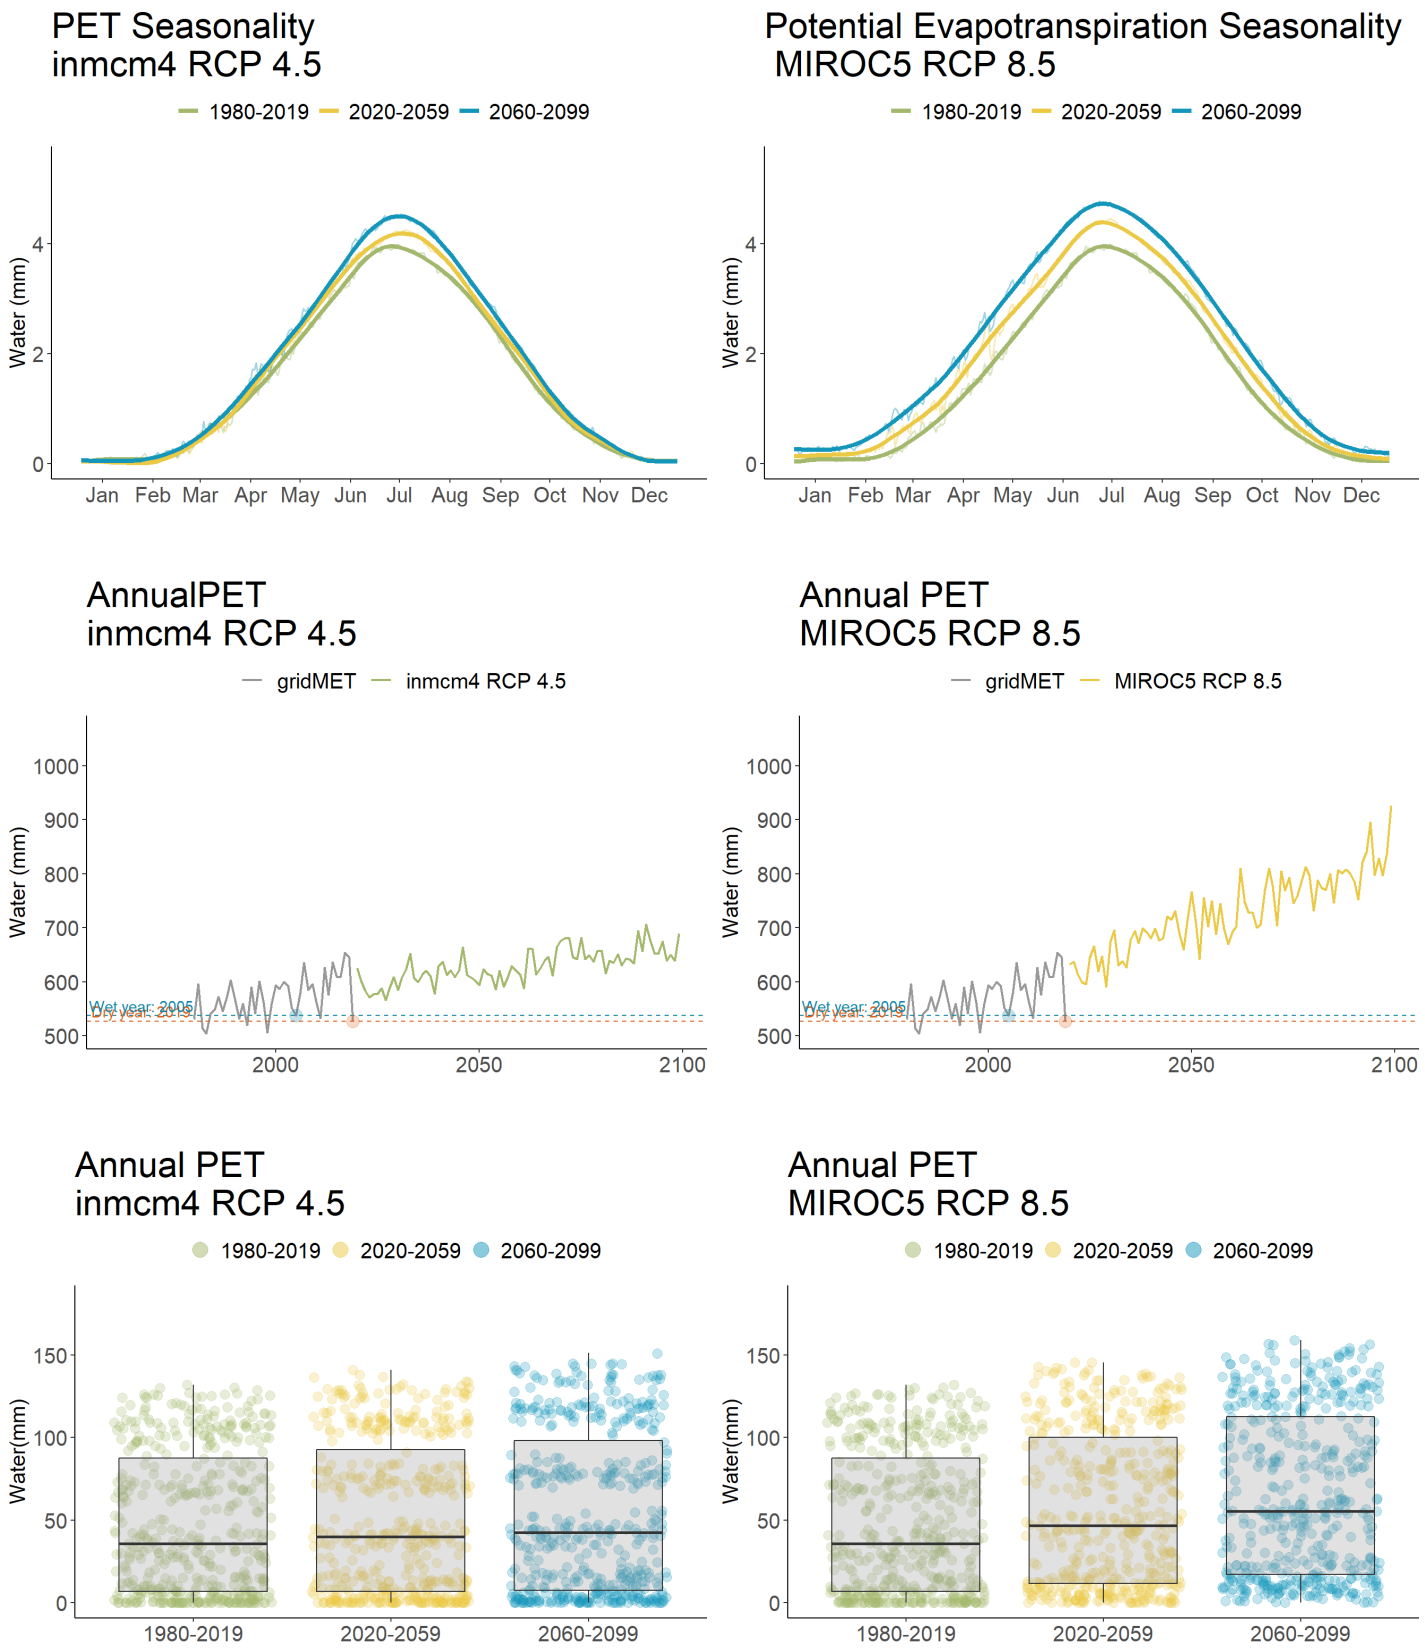 PET Seasonality
inmcm4 RCP 4.5
1980-2019 2020-2059 2060-2099
Water (mm)
4
2
0
Jan Feb Mar Apr May Jun Jul Aug Sep Oct Nov Dec
Potential Evapotranspiration Seasonality
MIROC5 RCP 8.5
1980-2019 2020-2059 2060-2099
Water (mm)
4
2
0
Jan Feb Mar Apr May Jun Jul Aug Sep Oct Nov Dec
AnnualPET
inmcm4 RCP 4.5
gridMET inmcm4 RCP 4.5
Water (mm)
1000
900
800
700
600
500
Wet year: 2005
Dry year: 2019
2000 2050 2100
Annual PET
MIROC5 RCP 8.5
gridMET MIROC5 RCP 8.5
Water (mm)
1000
900
800
700
600
500
Wet year: 2005
Dry year: 2019
2000 2050 2100
Annual PET
inmcm4 RCP 4.5
1980-2019 2020-2059 2060-2099
Water(mm)
150
100
50
0
1980-2019 2020-2059 2060-2099
Annual PET
MIROC5 RCP 8.5
1980-2019 2020-2059 2060-2099
Water(mm)
150
100
50
0
1980-2019 2020-2059 2060-2099